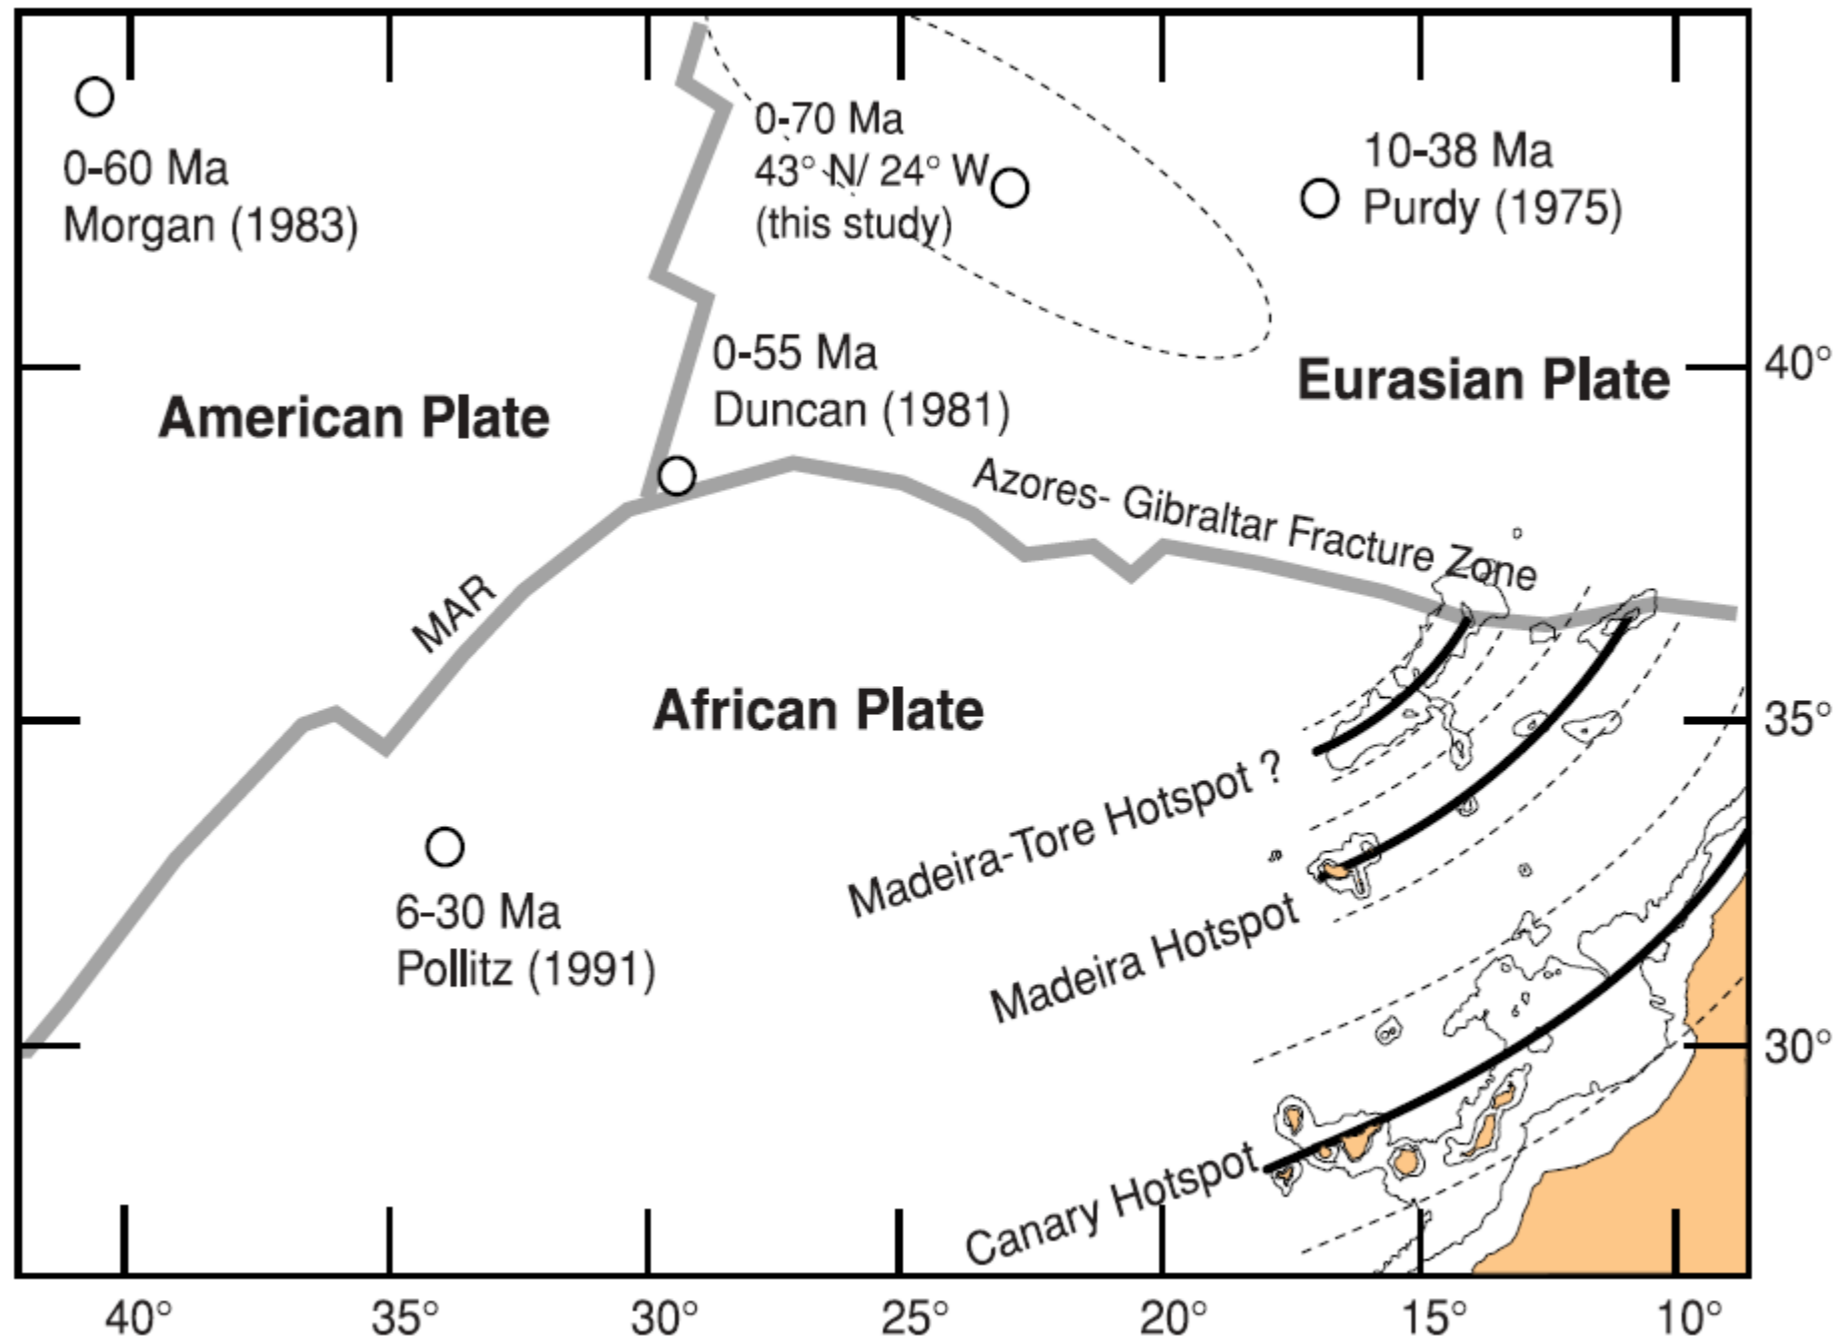 0-60 Ma
Morgan (1983)
0-70 Ma
43° N/ 24° W
(this study)
10-38 Ma
Purdy (1975)
0-55 Ma
Duncan (1981)
American Plate
Eurasian Plate
40°
Azores- Gibraltar Fracture Zone
MAR
African Plate
35°
Madeira-Tore Hotspot ?
6-30 Ma
Pollitz (1991)
Madeira Hotspot
30°
Canary Hotspot
40°
35°
30°
25°
20°
15°
10°